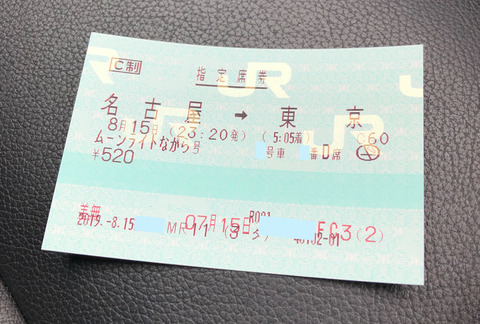 C制
指定席券
名古屋 → 東京
8月15日 (23:20発) (5:05着) C60
ムーンライトながら号 号車 番D席
¥520
2019.-8.15 07月15日